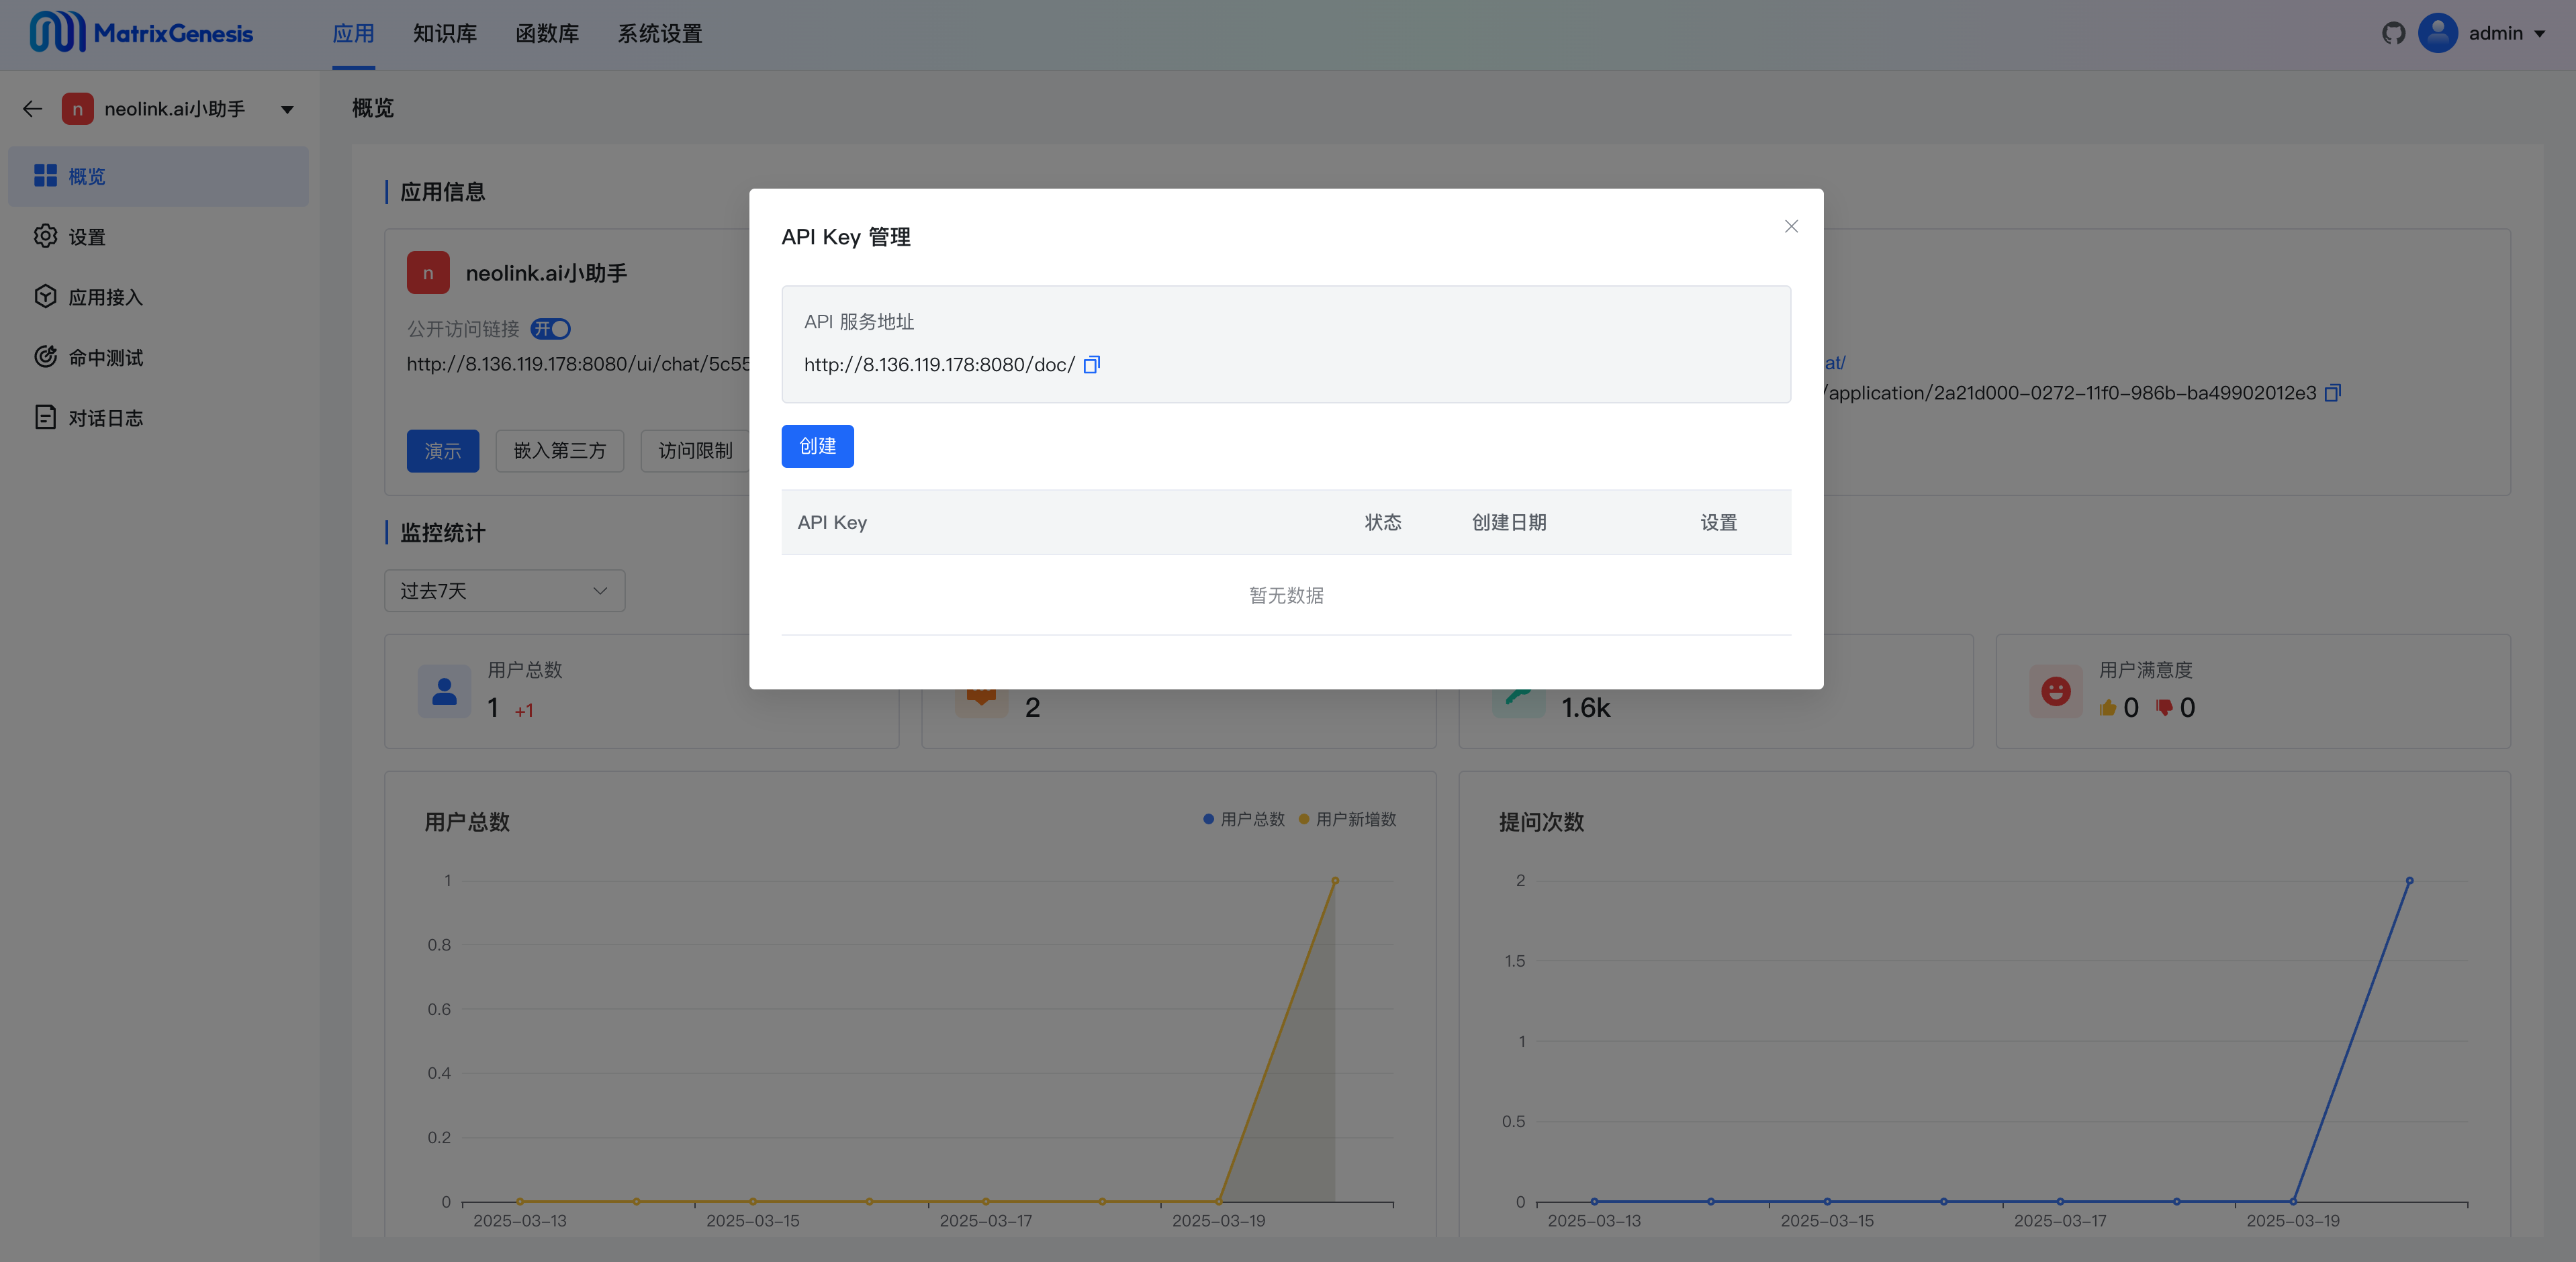 MatrixGenesis
应用
知识库
函数库
系统设置
admin
n
neolink.ai小助手
概览
设置
应用接入
命中测试
对话日志
概览
应用信息
n
neolink.ai小助手
公开访问链接
开
http://8.136.119.178:8080/ui/chat/5c55
演示
嵌入第三方
访问限制
at/
/application/2a21d000-0272-11f0-986b-ba49902012e3
API Key 管理
API 服务地址
http://8.136.119.178:8080/doc/
创建
API Key 状态 创建日期 设置
暂无数据
监控统计
过去7天
用户总数
1 +1
2
1.6k
用户满意度
0 0
用户总数
用户总数 用户新增数
1
0.8
0.6
0.4
0.2
0
2025-03-13 2025-03-15 2025-03-17 2025-03-19
提问次数
2
1.5
1
0.5
0
2025-03-13 2025-03-15 2025-03-17 2025-03-19